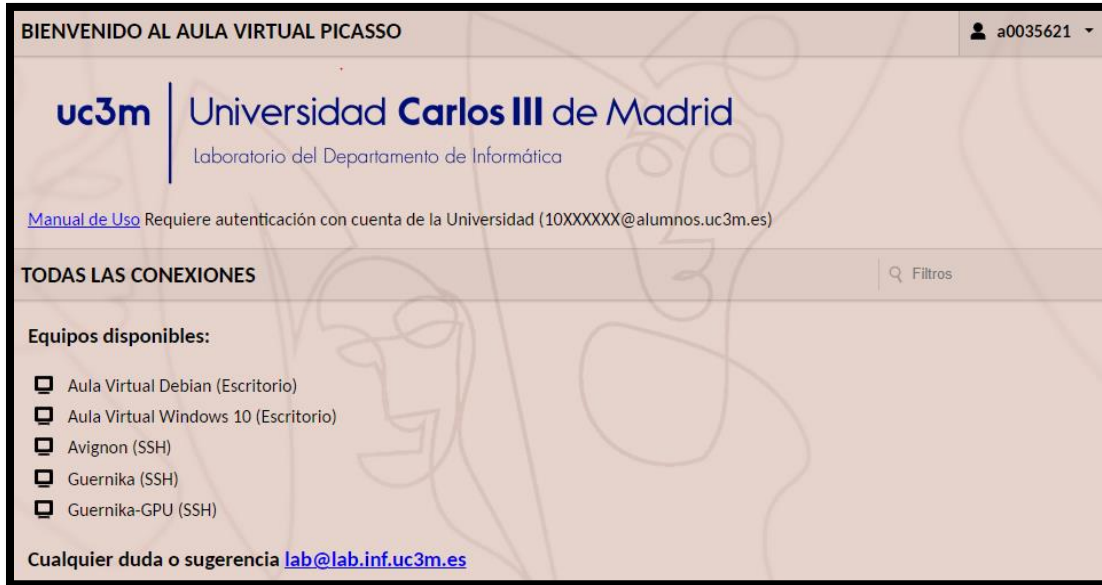 BIENVENIDO AL AULA VIRTUAL PICASSO
a0035621
uc3m
Universidad Carlos III de Madrid
Laboratorio del Departamento de Informática
Manual de Uso Requiere autenticación con cuenta de la Universidad (10XXXXXX@alumnos.uc3m.es)
TODAS LAS CONEXIONES
Filtros
Equipos disponibles:
Aula Virtual Debian (Escritorio)
Aula Virtual Windows 10 (Escritorio)
Avignon (SSH)
Guernika (SSH)
Guernika-GPU (SSH)
Cualquier duda o sugerencia lab@lab.inf.uc3m.es